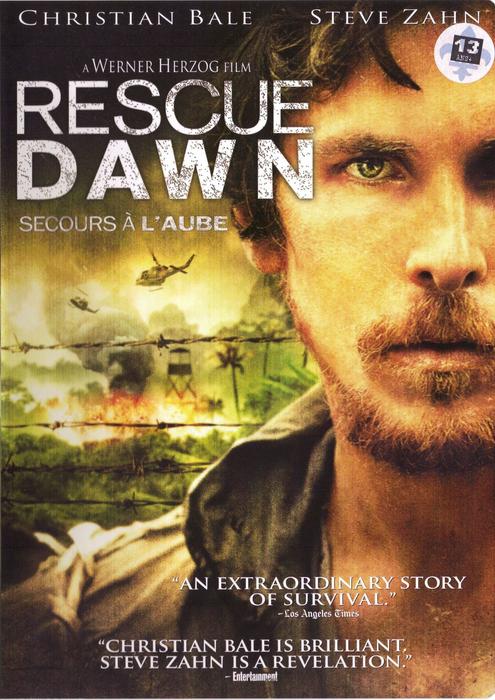 CHRISTIAN BALE STEVE ZAHN
13
ANS+
A WERNER HERZOG FILM
RESCUE
DAWN
SECOURS À L'AUBE
"AN EXTRAORDINARY STORY
OF SURVIVAL."
- Los Angeles Times
"CHRISTIAN BALE IS BRILLIANT,
STEVE ZAHN IS A REVELATION."
- Entertainment